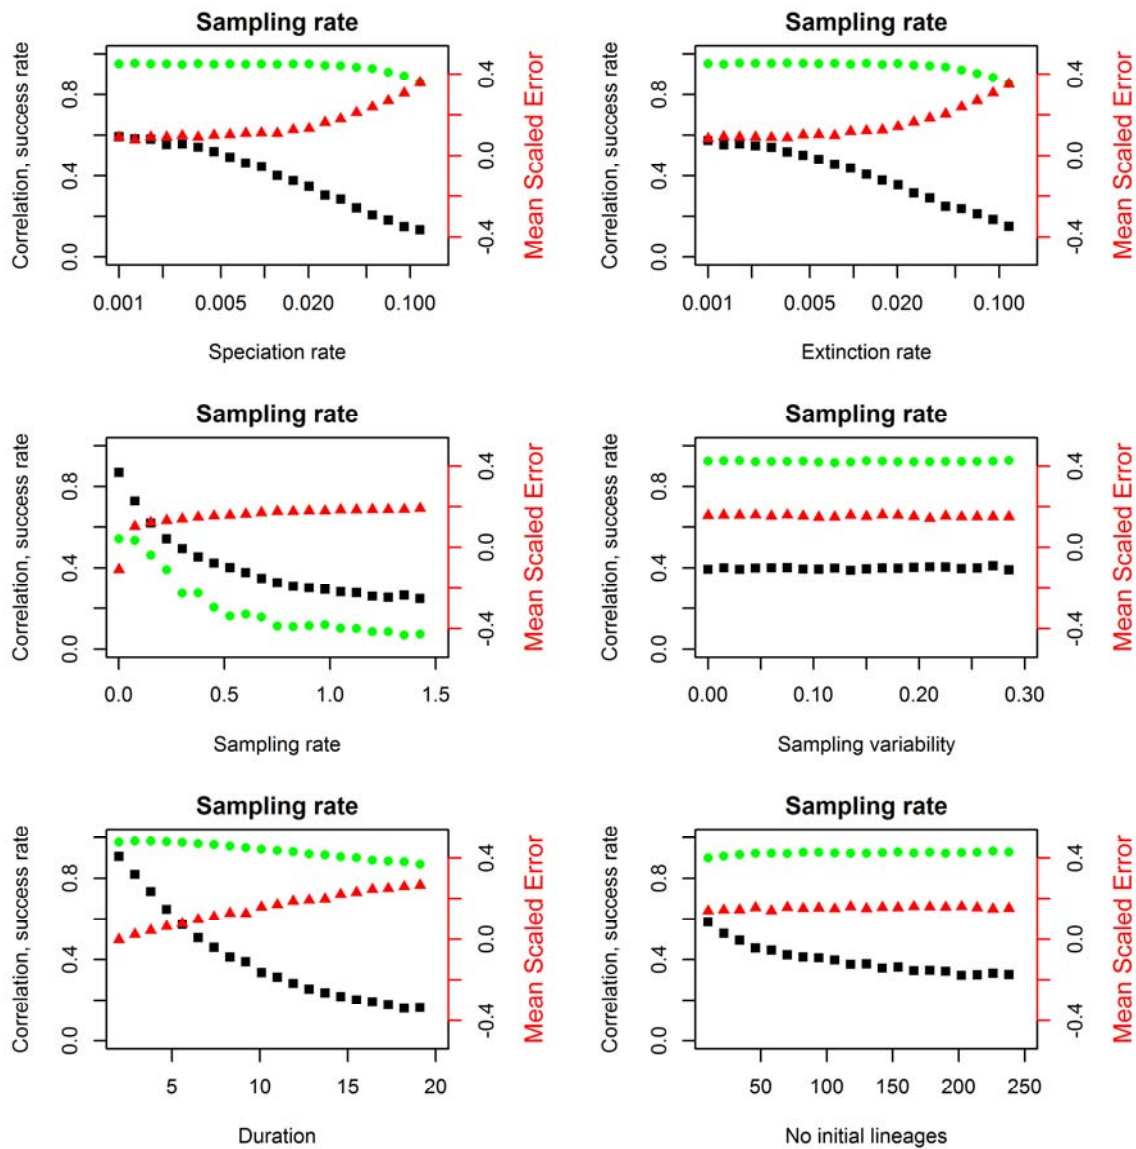 Sampling rate
Correlation, success rate
0.0 0.4 0.8
-0.4 0.0 0.4
Mean Scaled Error
0.001 0.005 0.020 0.100
Speciation rate
Sampling rate
Correlation, success rate
0.0 0.4 0.8
-0.4 0.0 0.4
Mean Scaled Error
0.001 0.005 0.020 0.100
Extinction rate
Sampling rate
Correlation, success rate
0.0 0.4 0.8
-0.4 0.0 0.4
Mean Scaled Error
0.0 0.5 1.0 1.5
Sampling rate
Sampling rate
Correlation, success rate
0.0 0.4 0.8
-0.4 0.0 0.4
Mean Scaled Error
0.00 0.10 0.20 0.30
Sampling variability
Sampling rate
Correlation, success rate
0.0 0.4 0.8
-0.4 0.0 0.4
Mean Scaled Error
5 10 15 20
Duration
Sampling rate
Correlation, success rate
0.0 0.4 0.8
-0.4 0.0 0.4
Mean Scaled Error
50 100 150 200 250
No initial lineages